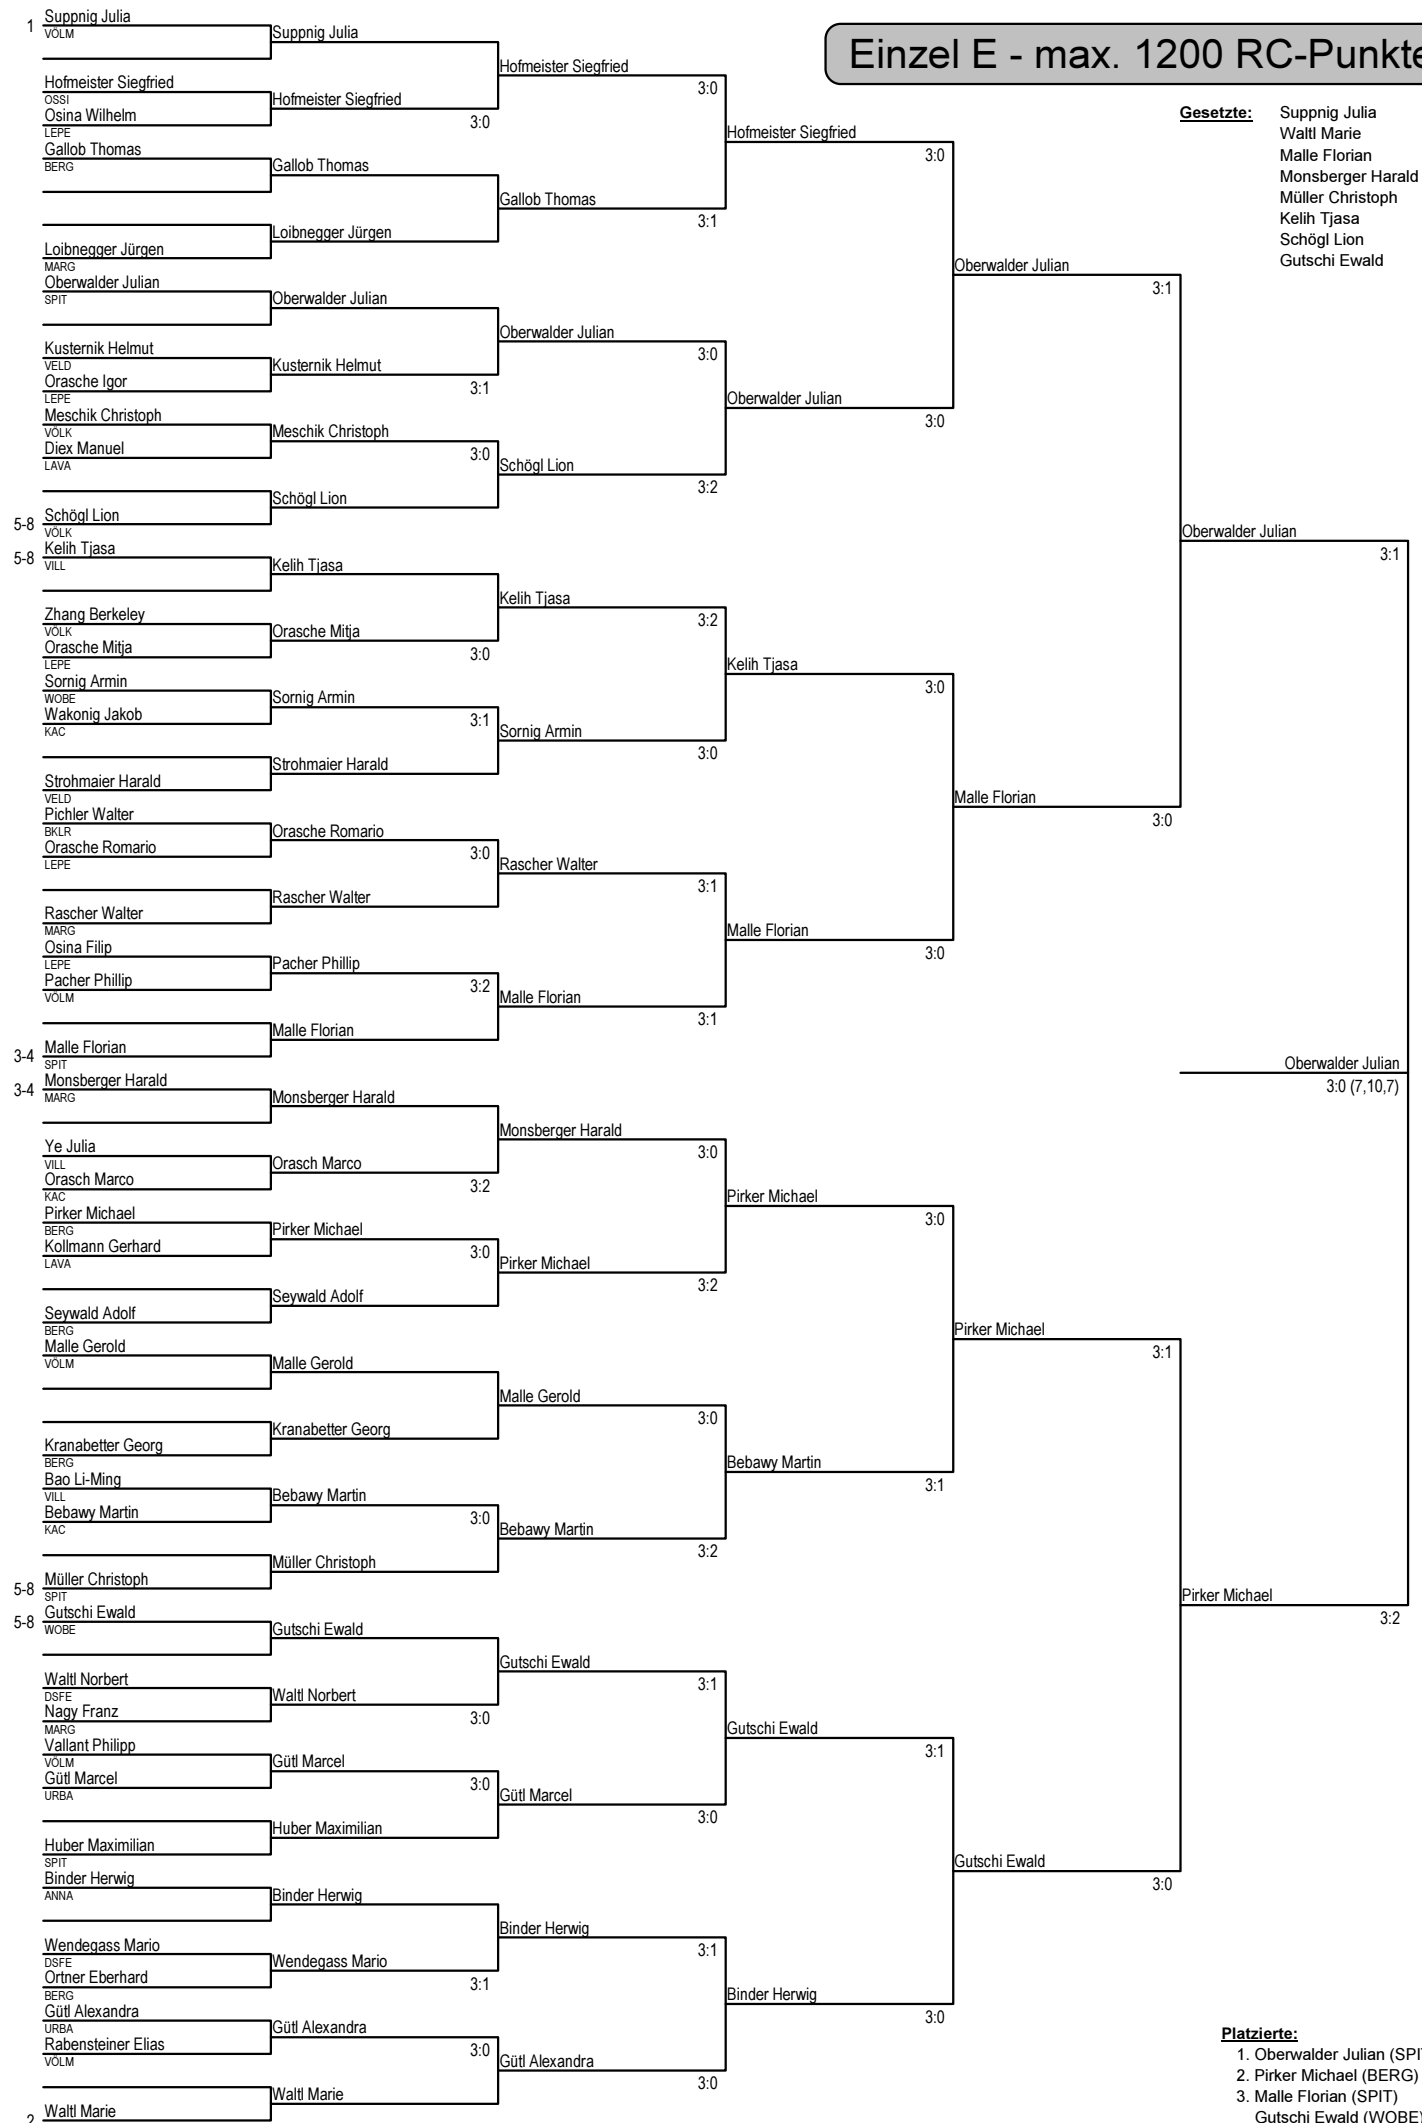 Einzel E - max. 1200 RC-Punkte
Gesetzte:
Suppnig Julia
Waltl Marie
Malle Florian
Monsberger Harald
Müller Christoph
Kelih Tjasa
Schögl Lion
Gutschi Ewald
1 Suppnig Julia
VÖLM
Hofmeister Siegfried
OSSI
Osina Wilhelm
LEPE
Gallob Thomas
BERG
Loibnegger Jürgen
MARG
Oberwalder Julian
SPIT
Kusternik Helmut
VELD
Orasche Igor
LEPE
Meschik Christoph
VÖLK
Diex Manuel
LAVA
5-8 Schögl Lion
VÖLK
5-8 Kelih Tjasa
VILL
Zhang Berkeley
VÖLK
Orasche Mitja
LEPE
Sornig Armin
WOBE
Wakonig Jakob
KAC
Strohmaier Harald
VELD
Pichler Walter
BKLR
Orasche Romario
LEPE
Rascher Walter
MARG
Osina Filip
LEPE
Pacher Phillip
VÖLM
3-4 Malle Florian
SPIT
3-4 Monsberger Harald
MARG
Ye Julia
VILL
Orasch Marco
KAC
Pirker Michael
BERG
Kollmann Gerhard
LAVA
Seywald Adolf
BERG
Malle Gerold
VÖLM
Kranabetter Georg
BERG
Bao Li-Ming
VILL
Bebawy Martin
KAC
5-8 Müller Christoph
SPIT
5-8 Gutschi Ewald
WOBE
Waltl Norbert
DSFE
Nagy Franz
MARG
Vallant Philipp
VÖLM
Gütl Marcel
URBA
Huber Maximilian
SPIT
Binder Herwig
ANNA
Wendegass Mario
DSFE
Ortner Eberhard
BERG
Gütl Alexandra
URBA
Rabensteiner Elias
VÖLM
2 Waltl Marie
Suppnig Julia
Hofmeister Siegfried
3:0
Gallob Thomas
Loibnegger Jürgen
Oberwalder Julian
Kusternik Helmut
3:1
Meschik Christoph
3:0
Schögl Lion
Kelih Tjasa
Orasche Mitja
3:0
Sornig Armin
3:1
Strohmaier Harald
Orasche Romario
3:0
Rascher Walter
Pacher Phillip
3:2
Malle Florian
Monsberger Harald
Orasch Marco
3:2
Pirker Michael
3:0
Seywald Adolf
Malle Gerold
Kranabetter Georg
Bebawy Martin
3:0
Müller Christoph
Gutschi Ewald
Waltl Norbert
3:0
Gütl Marcel
3:0
Huber Maximilian
Binder Herwig
Wendegass Mario
3:1
Gütl Alexandra
3:0
Waltl Marie
Hofmeister Siegfried
3:0
Gallob Thomas
3:1
Oberwalder Julian
3:0
Schögl Lion
3:2
Kelih Tjasa
3:2
Sornig Armin
3:0
Rascher Walter
3:1
Malle Florian
3:1
Monsberger Harald
3:0
Pirker Michael
3:2
Malle Gerold
3:0
Bebawy Martin
3:2
Gutschi Ewald
3:1
Gütl Marcel
3:0
Binder Herwig
3:1
Gütl Alexandra
3:0
Hofmeister Siegfried
3:0
Oberwalder Julian
3:0
Kelih Tjasa
3:0
Malle Florian
3:0
Pirker Michael
3:0
Bebawy Martin
3:1
Gutschi Ewald
3:1
Binder Herwig
3:0
Oberwalder Julian
3:1
Malle Florian
3:0
Pirker Michael
3:1
Gutschi Ewald
3:0
Oberwalder Julian
3:1
Pirker Michael
3:2
Oberwalder Julian
3:0 (7,10,7)
Platzierte:
1. Oberwalder Julian (SPI
2. Pirker Michael (BERG)
3. Malle Florian (SPIT)
Gutschi Ewald (WOBE)